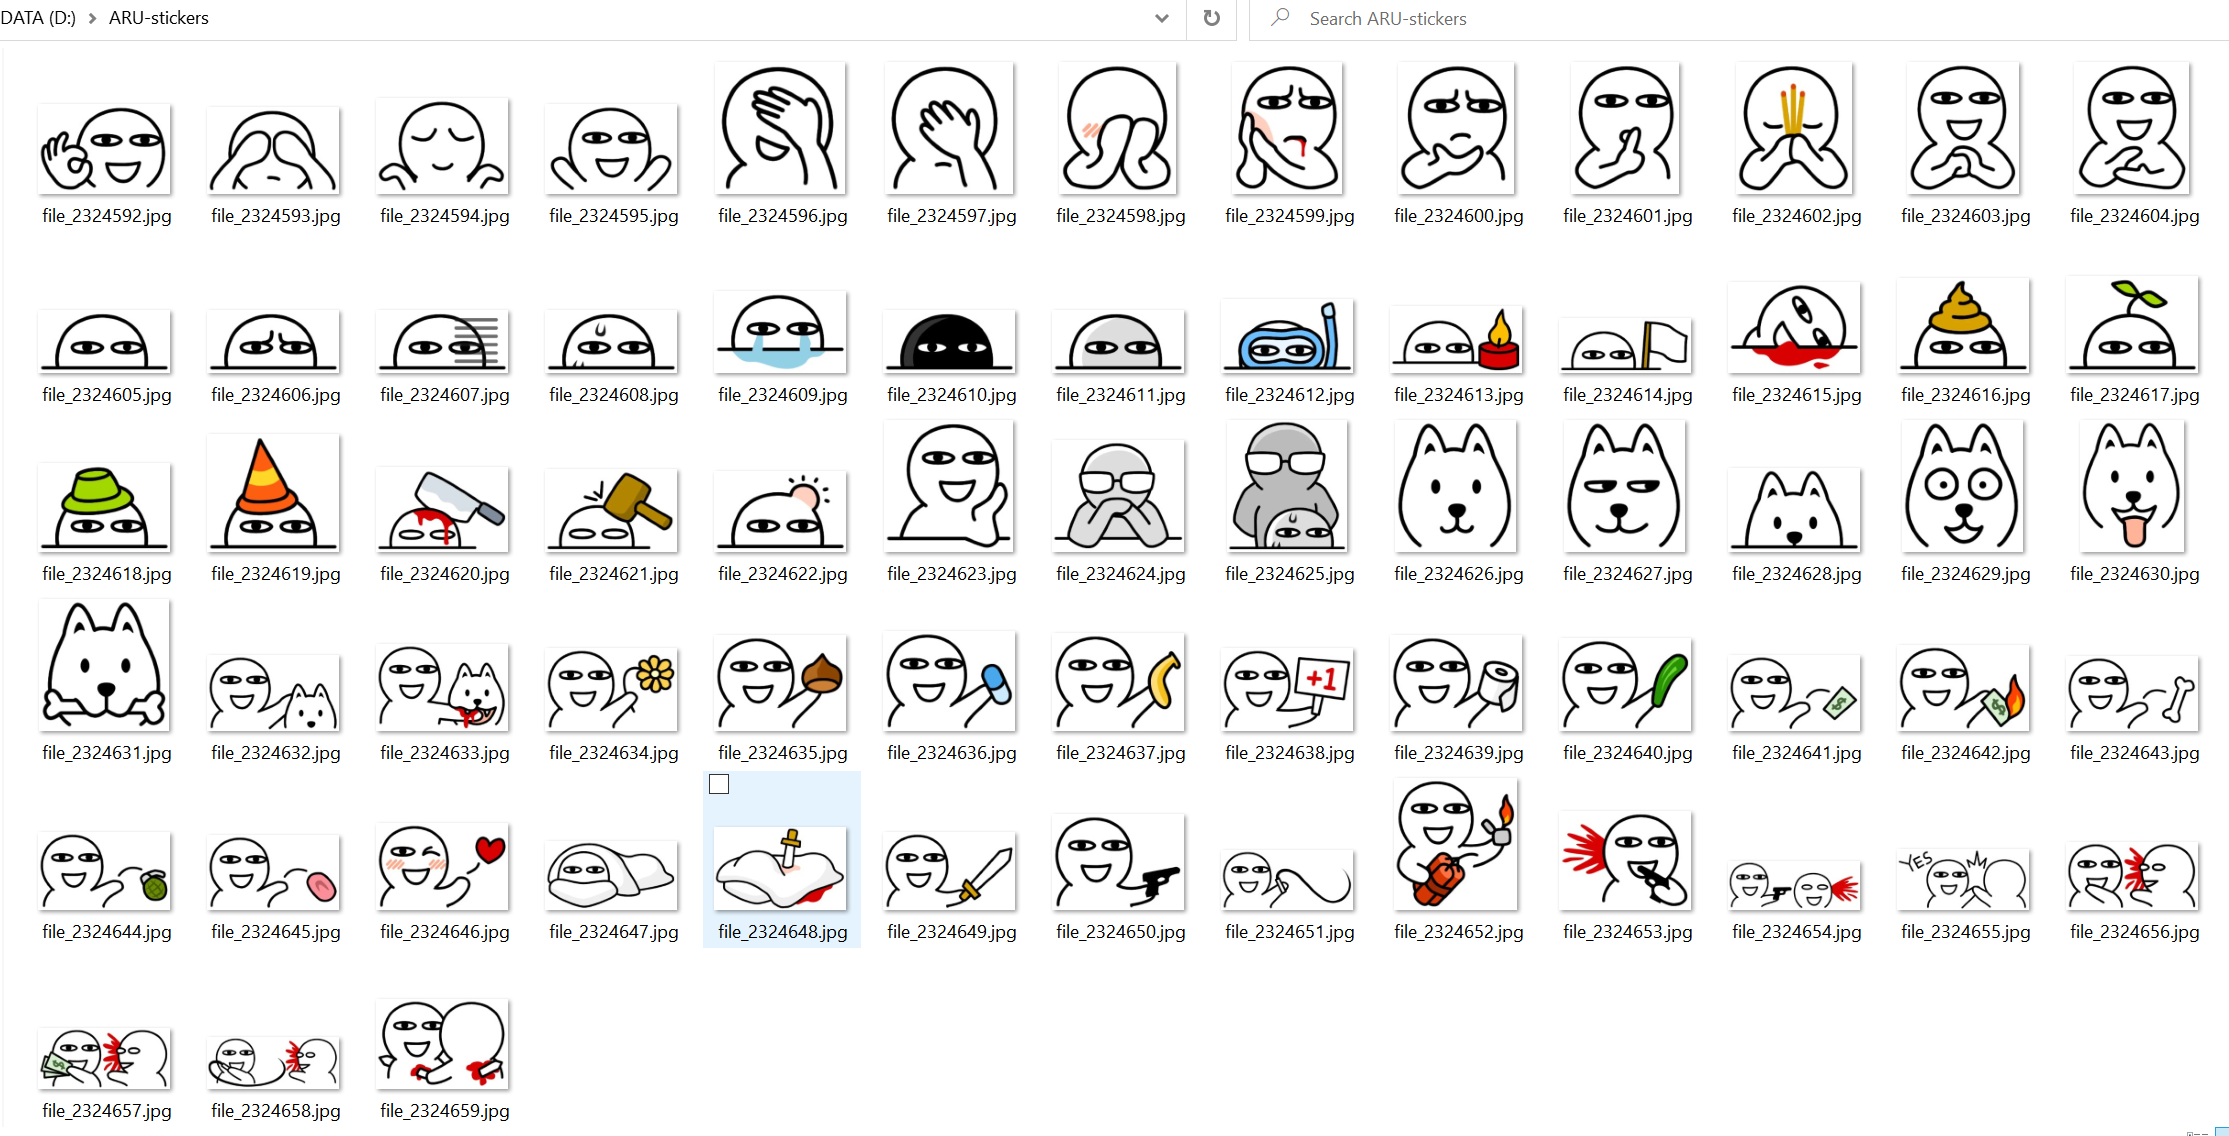 DATA (D:) > ARU-stickers
Search ARU-stickers
file_2324592.jpg file_2324593.jpg file_2324594.jpg file_2324595.jpg file_2324596.jpg file_2324597.jpg file_2324598.jpg file_2324599.jpg file_2324600.jpg file_2324601.jpg file_2324602.jpg file_2324603.jpg file_2324604.jpg
file_2324605.jpg file_2324606.jpg file_2324607.jpg file_2324608.jpg file_2324609.jpg file_2324610.jpg file_2324611.jpg file_2324612.jpg file_2324613.jpg file_2324614.jpg file_2324615.jpg file_2324616.jpg file_2324617.jpg
file_2324618.jpg file_2324619.jpg file_2324620.jpg file_2324621.jpg file_2324622.jpg file_2324623.jpg file_2324624.jpg file_2324625.jpg file_2324626.jpg file_2324627.jpg file_2324628.jpg file_2324629.jpg file_2324630.jpg
+1
$
$
file_2324631.jpg file_2324632.jpg file_2324633.jpg file_2324634.jpg file_2324635.jpg file_2324636.jpg file_2324637.jpg file_2324638.jpg file_2324639.jpg file_2324640.jpg file_2324641.jpg file_2324642.jpg file_2324643.jpg
YES
file_2324644.jpg file_2324645.jpg file_2324646.jpg file_2324647.jpg file_2324648.jpg file_2324649.jpg file_2324650.jpg file_2324651.jpg file_2324652.jpg file_2324653.jpg file_2324654.jpg file_2324655.jpg file_2324656.jpg
$
file_2324657.jpg file_2324658.jpg file_2324659.jpg